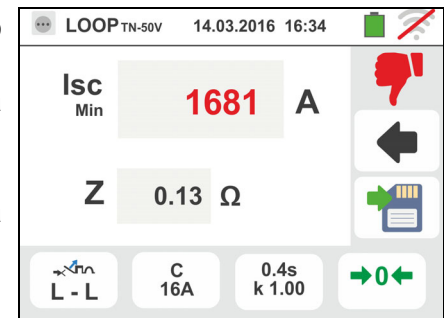 LOOP TN-50V 14.03.2016 16:34
Isc
Min
1681 A
Z 0.13 Ω
L - L
C
16A
0.4s
k 1.00
→0←